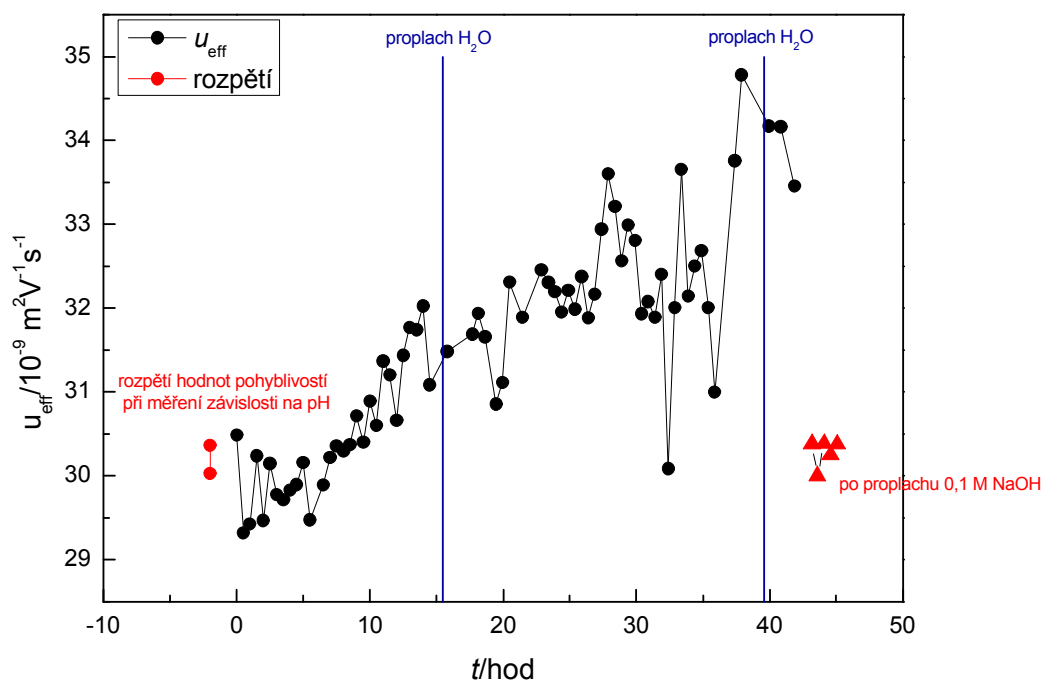 proplach H₂O
proplach H₂O
u_eff
rozpětí
35
34
33
32
31
30
29
u_eff/10⁻⁹ m²V⁻¹s⁻¹
rozpětí hodnot pohyblivostí
při měření závislosti na pH
po proplachu 0,1 M NaOH
-10 0 10 20 30 40 50
t/hod